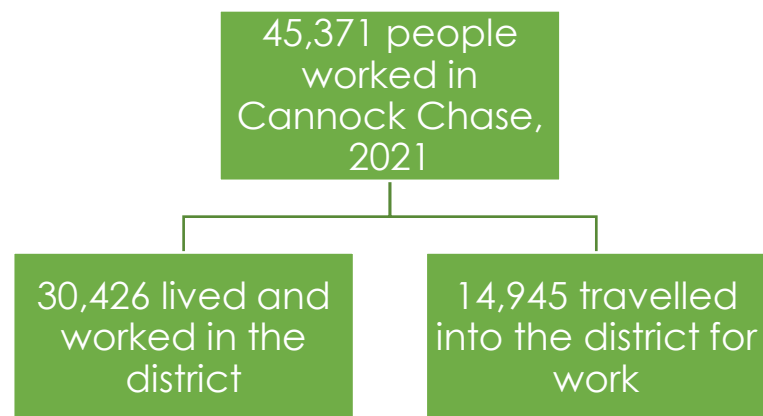 45,371 people
worked in
Cannock Chase,
2021
30,426 lived and
worked in the
district
14,945 travelled
into the district for
work